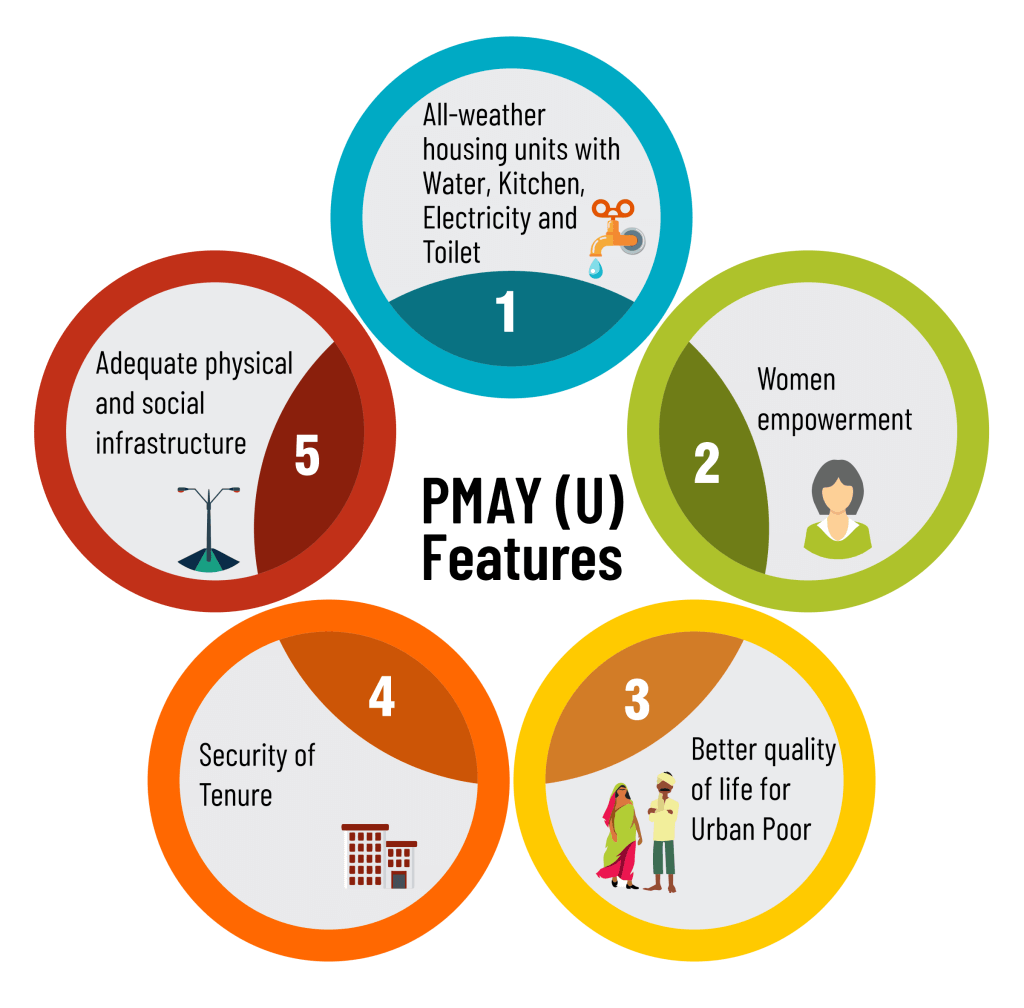 PMAY (U)
Features
1
All-weather
housing units with
Water, Kitchen,
Electricity and
Toilet
2
Women
empowerment
3
Better quality
of life for
Urban Poor
4
Security of
Tenure
5
Adequate physical
and social
infrastructure